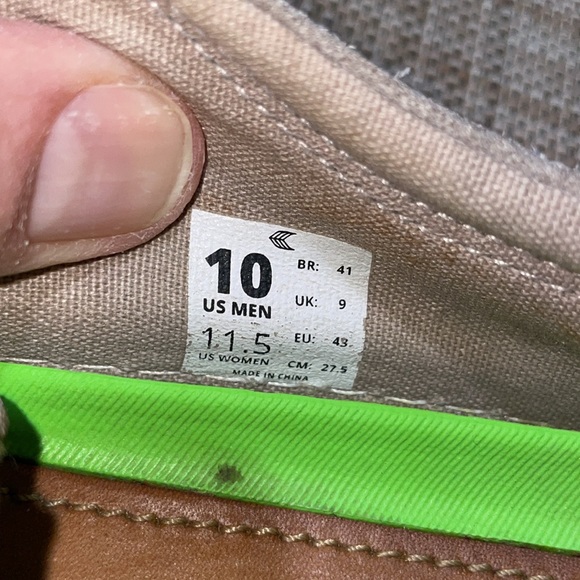 10
US MEN
11.5
US WOMEN
BR: 41
UK: 9
EU: 43
CM: 27.5
MADE IN CHINA